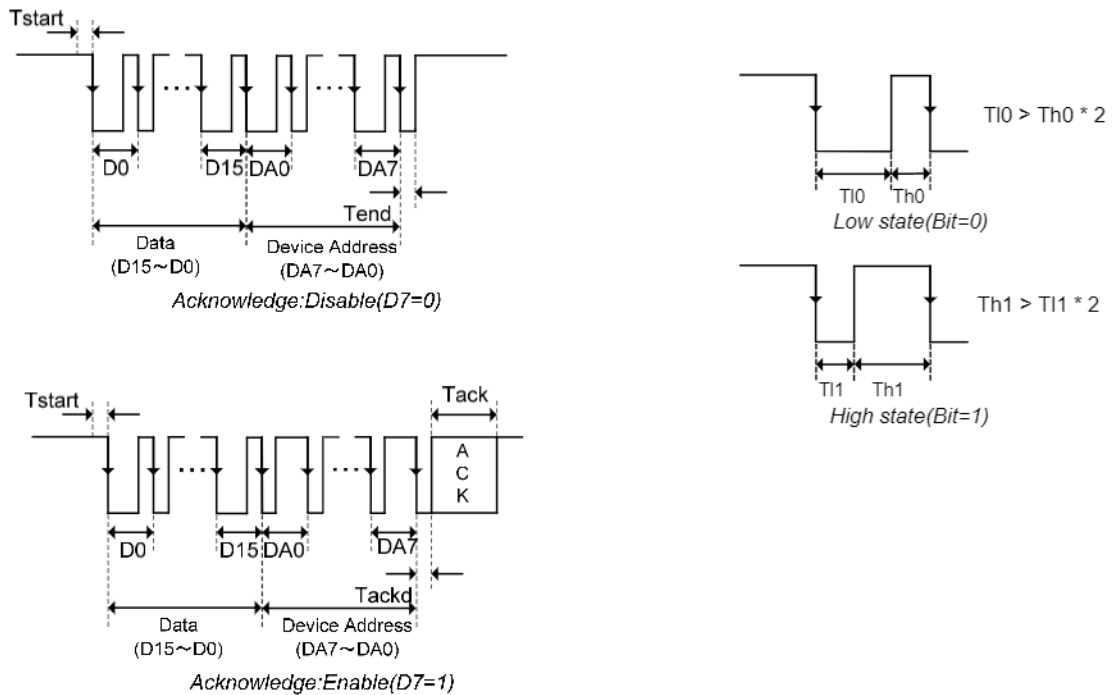 Tstart
D0
D15
DA0
DA7
Tend
Data
(D15～D0)
Device Address
(DA7～DA0)
Acknowledge:Disable(D7=0)
Tack
Tstart
A
C
K
D0
D15
DA0
DA7
Tackd
Data
(D15～D0)
Device Address
(DA7～DA0)
Acknowledge:Enable(D7=1)
Tl0 > Th0 * 2
Tl0
Th0
Low state(Bit=0)
Th1 > Tl1 * 2
Tl1
Th1
High state(Bit=1)